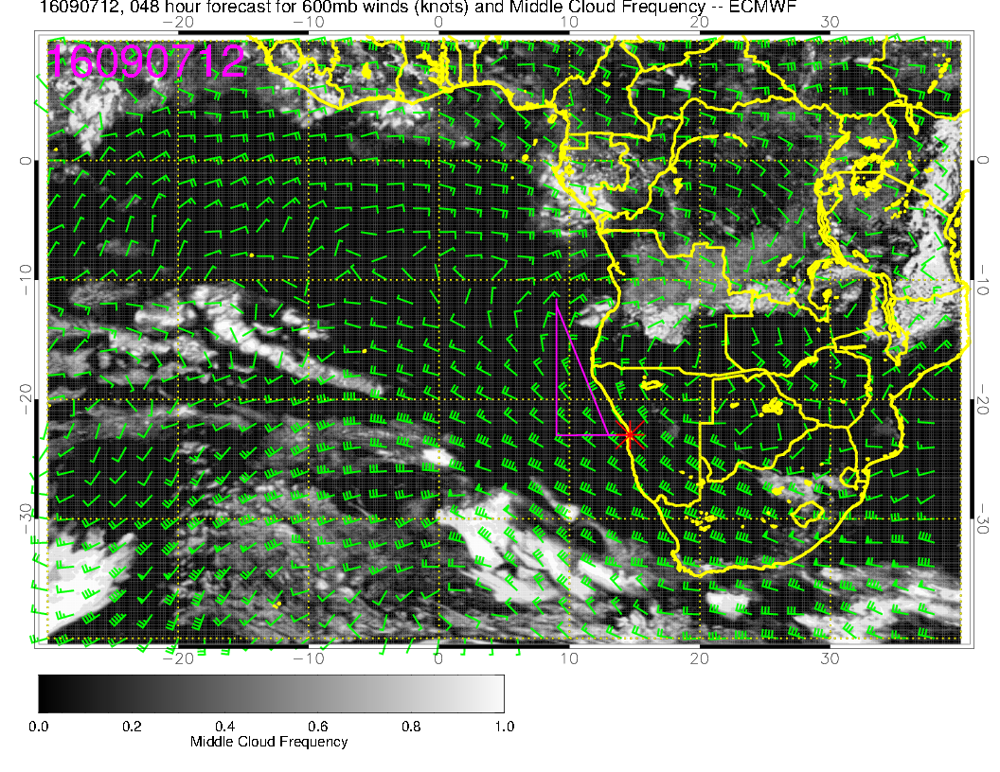 16090712, 048 hour forecast for 600mb winds (knots) and Middle Cloud Frequency -- ECMWF
−20 −10 0 10 20 30
16090712
0 0
−10 −10
−20 −20
−30 −30
−20 −10 0 10 20 30
0.0 0.2 0.4 0.6 0.8 1.0
Middle Cloud Frequency